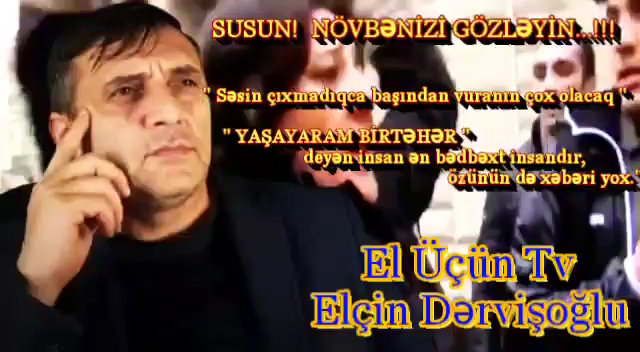 SUSUN! NÖVBƏNİZİ GÖZLƏYİN...!!!
" Səsin çıxmadıqca başından vuranın çox olacaq "
" YAŞAYARAM BİRTƏHƏR "
deyən insan ən bədbəxt insandır,
özünün də xəbəri yox."
El Üçün Tv
Elçin Dərvişoğlu